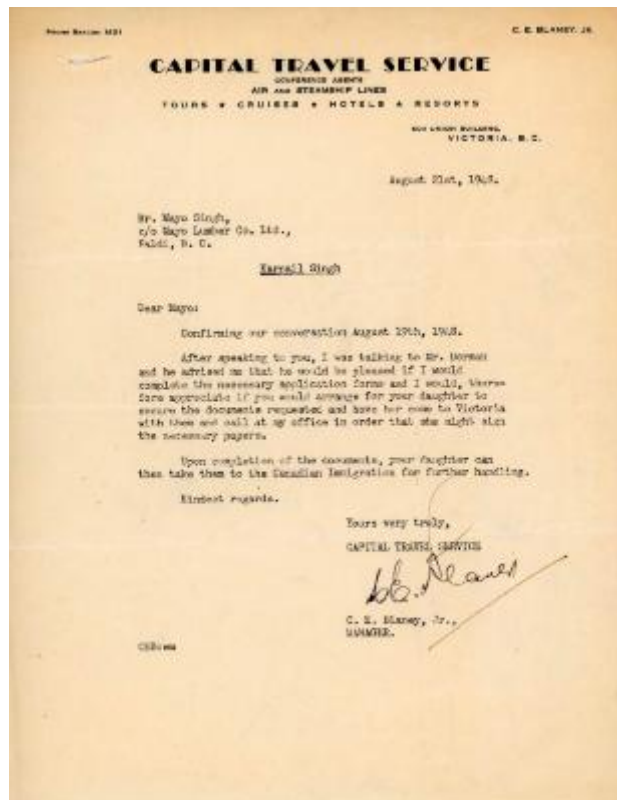 C. E. BLANEY, JR.
CAPITAL TRAVEL SERVICE
CONFERENCE AGENTS
AIR AND STEAMSHIP LINES
TOURS ★ CRUISES ★ HOTELS & RESORTS
UNION BUILDING,
VICTORIA, B.C.
August 21st, 1948.
Mr. Mayo Singh,
c/o Mayo Lumber Co. Ltd.,
Paldi, B. C.
Karnail Singh
Dear Mayo:
Confirming our conversation August 19th, 1948.
After speaking to you, I was talking to Mr.
and he advised me that he would be pleased if I would
complete the necessary application forms and I would, there-
fore appreciate if you would arrange for your daughter to
secure the documents requested and have her come to Victoria
with them and call at my office in order that she might sign
the necessary papers.
Upon completion of the documents, your daughter can
then take them to the Canadian Immigration for further handling.
Kindest regards.
Yours very truly,
CAPITAL TRAVEL SERVICE
C. E. Blaney, Jr.,
MANAGER.